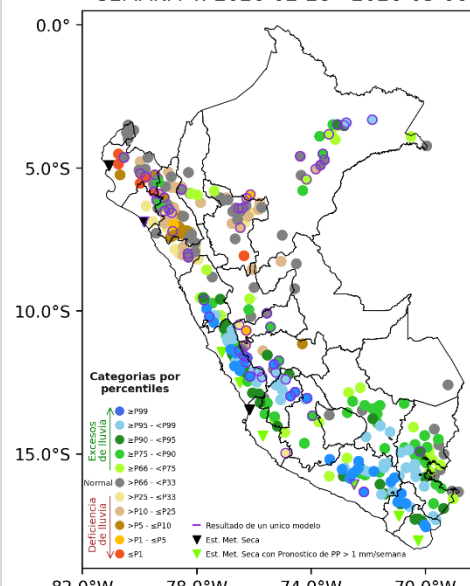 0.0°
5.0°S
10.0°S
15.0°S
82.0°W
78.0°W
74.0°W
70.0°W
Categorias por
percentiles
Excesos
de lluvia
Normal
Deficiencia
de lluvia
≥P99
≥P95 - <P99
≥P90 - <P95
≥P75 - <P90
≥P66 - <P75
>P66 - <P33
>P25 - ≤P33
>P10 - ≤P25
>P5 - ≤P10
>P1 - ≤P5
≤P1
Resultado de un unico modelo
Est. Met. Seca
Est. Met. Seca con Pronostico de PP > 1 mm/semana